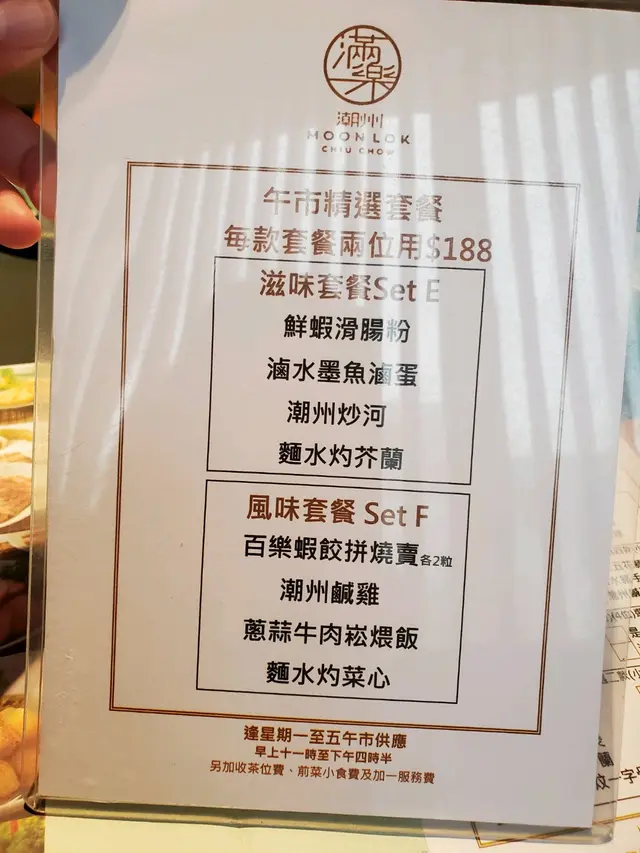 滿樂
潮州
MOON LOK
CHIU CHOW
午市精選套餐
每款套餐兩位用$188
滋味套餐Set E
鮮蝦滑腸粉
滷水墨魚滷蛋
潮州炒河
麵水灼芥蘭
風味套餐 Set F
百樂蝦餃拼燒賣各2粒
潮州鹹雞
蔥蒜牛肉崧煨飯
麵水灼菜心
逢星期一至五午市供應
早上十一時至下午四時半
另加收茶位費、前菜小食費及加一服務費